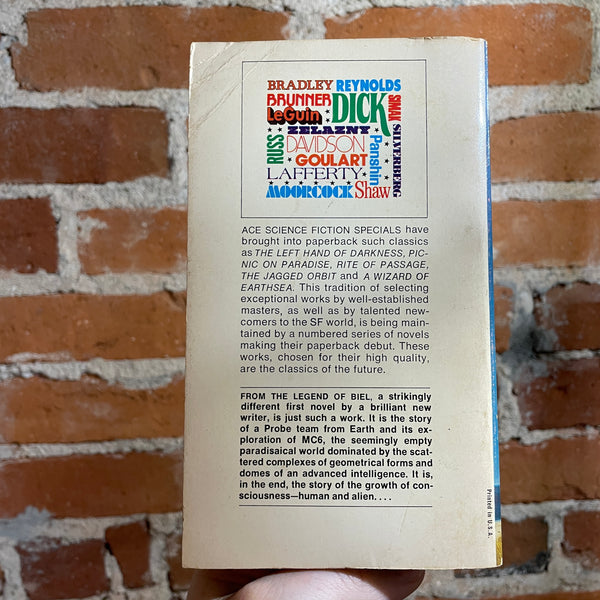 BRADLEY REYNOLDS
BRUNNER DICK SIMAK
LeGuin
ZELAZNY SILVERBERG
RUSS DAVIDSON Panshin
GOULART
LAFFERTY
MOORCOCK Shaw
ACE SCIENCE FICTION SPECIALS have
brought into paperback such classics
as THE LEFT HAND OF DARKNESS, PIC-
NIC ON PARADISE, RITE OF PASSAGE,
THE JAGGED ORBIT and A WIZARD OF
EARTHSEA. This tradition of selecting
exceptional works by well-established
masters, as well as by talented new-
comers to the SF world, is being main-
tained by a numbered series of novels
making their paperback debut. These
works, chosen for their high quality,
are the classics of the future.
FROM THE LEGEND OF BIEL, a strikingly
different first novel by a brilliant new
writer, is just such a work. It is the story
of a Probe team from Earth and its ex-
ploration of MC6, the seemingly empty
paradisaical world dominated by the scat-
tered complexes of geometrical forms and
domes of an advanced intelligence. It is,
in the end, the story of the growth of con-
sciousness—human and alien. . . .
Printed in U.S.A.